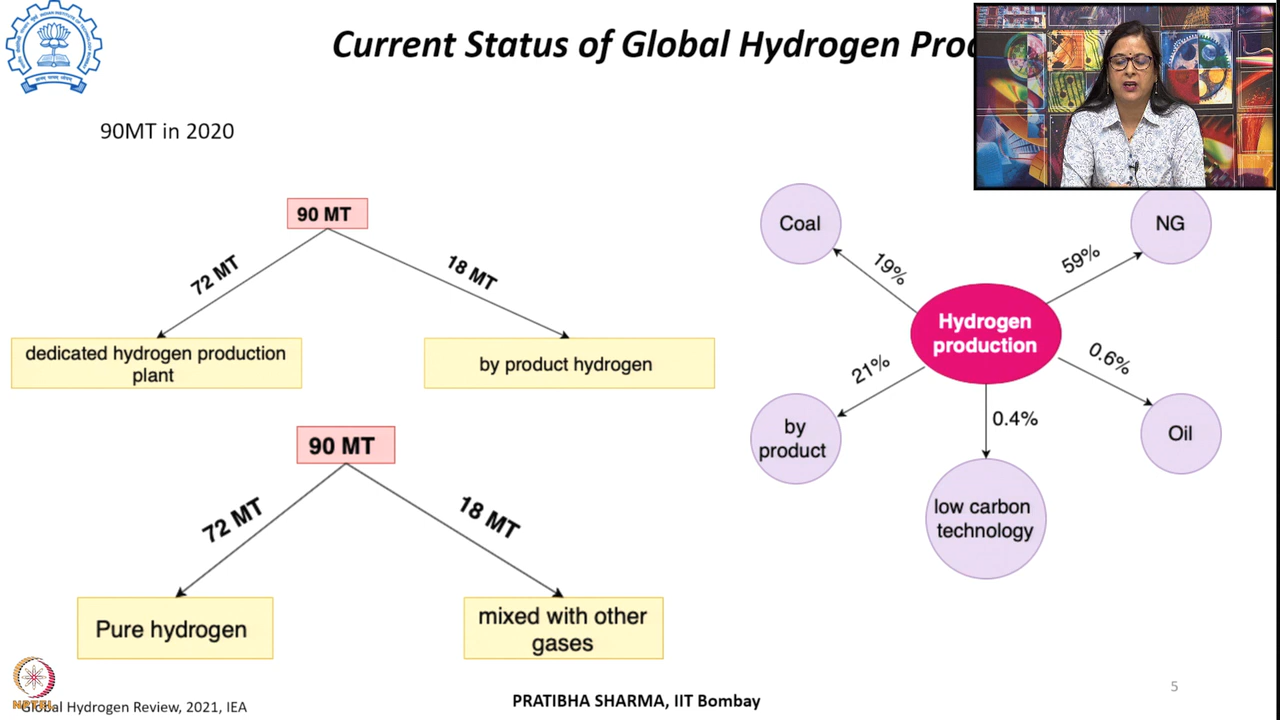 Current Status of Global Hydrogen Proc
90MT in 2020
90 MT
72 MT
18 MT
dedicated hydrogen production
plant
by product hydrogen
90 MT
72 MT
18 MT
Pure hydrogen
mixed with other
gases
Coal
NG
19%
59%
Hydrogen
production
21%
0.6%
0.4%
by
product
Oil
low carbon
technology
5
NPTEL
Global Hydrogen Review, 2021, IEA
PRATIBHA SHARMA, IIT Bombay